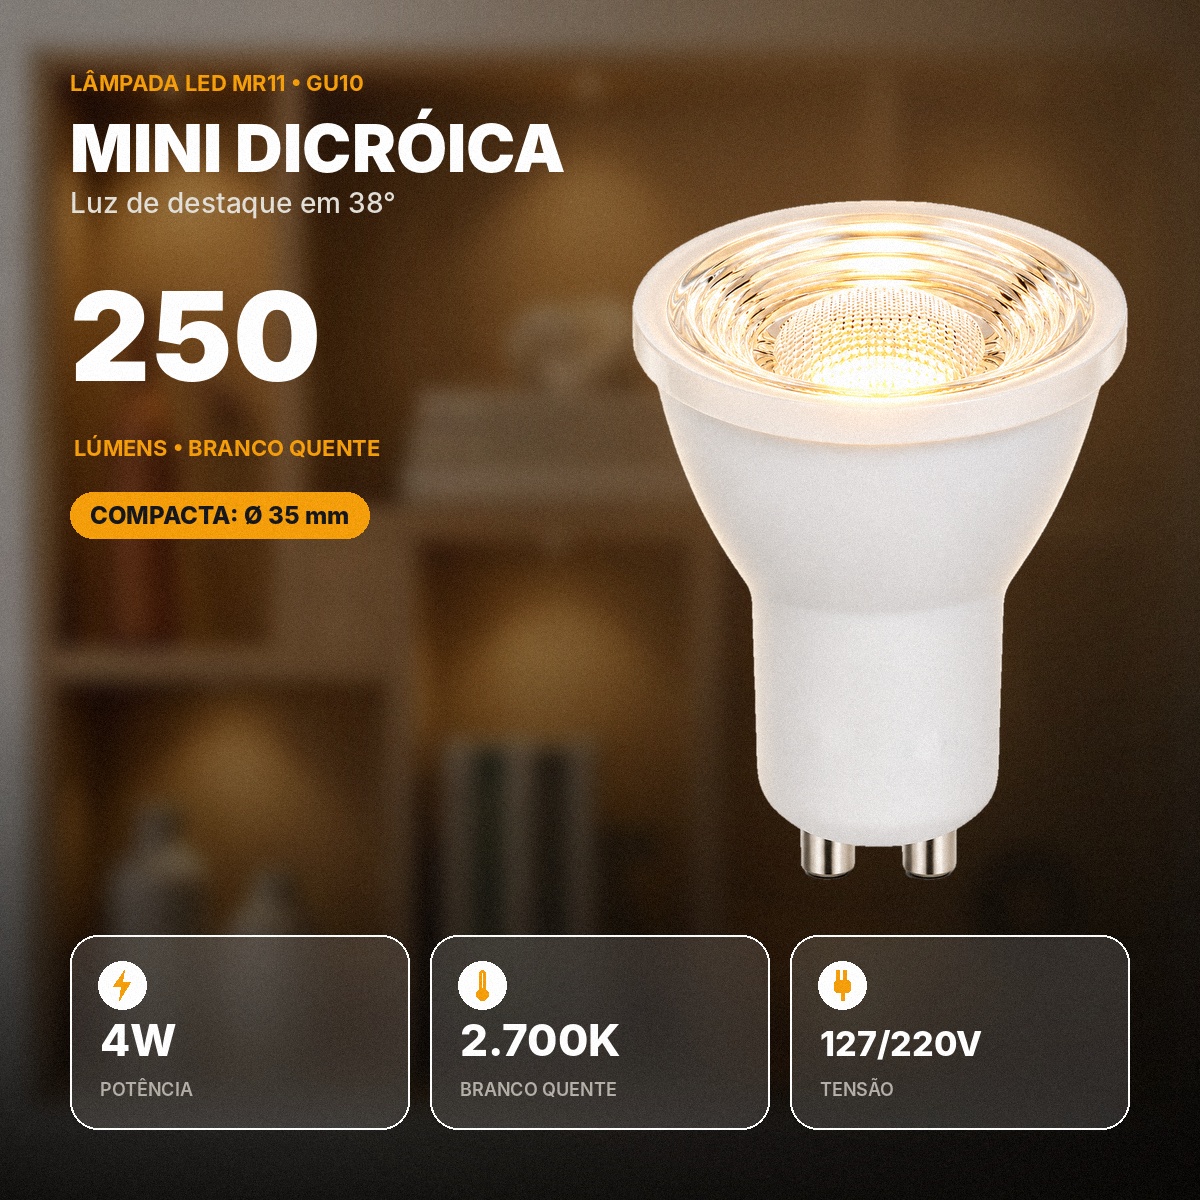 LÂMPADA LED MR11 • GU10
MINI DICRÓICA
Luz de destaque em 38°
250
LÚMENS • BRANCO QUENTE
COMPACTA: Ø 35 mm
4W
POTÊNCIA
2.700K
BRANCO QUENTE
127/220V
TENSÃO